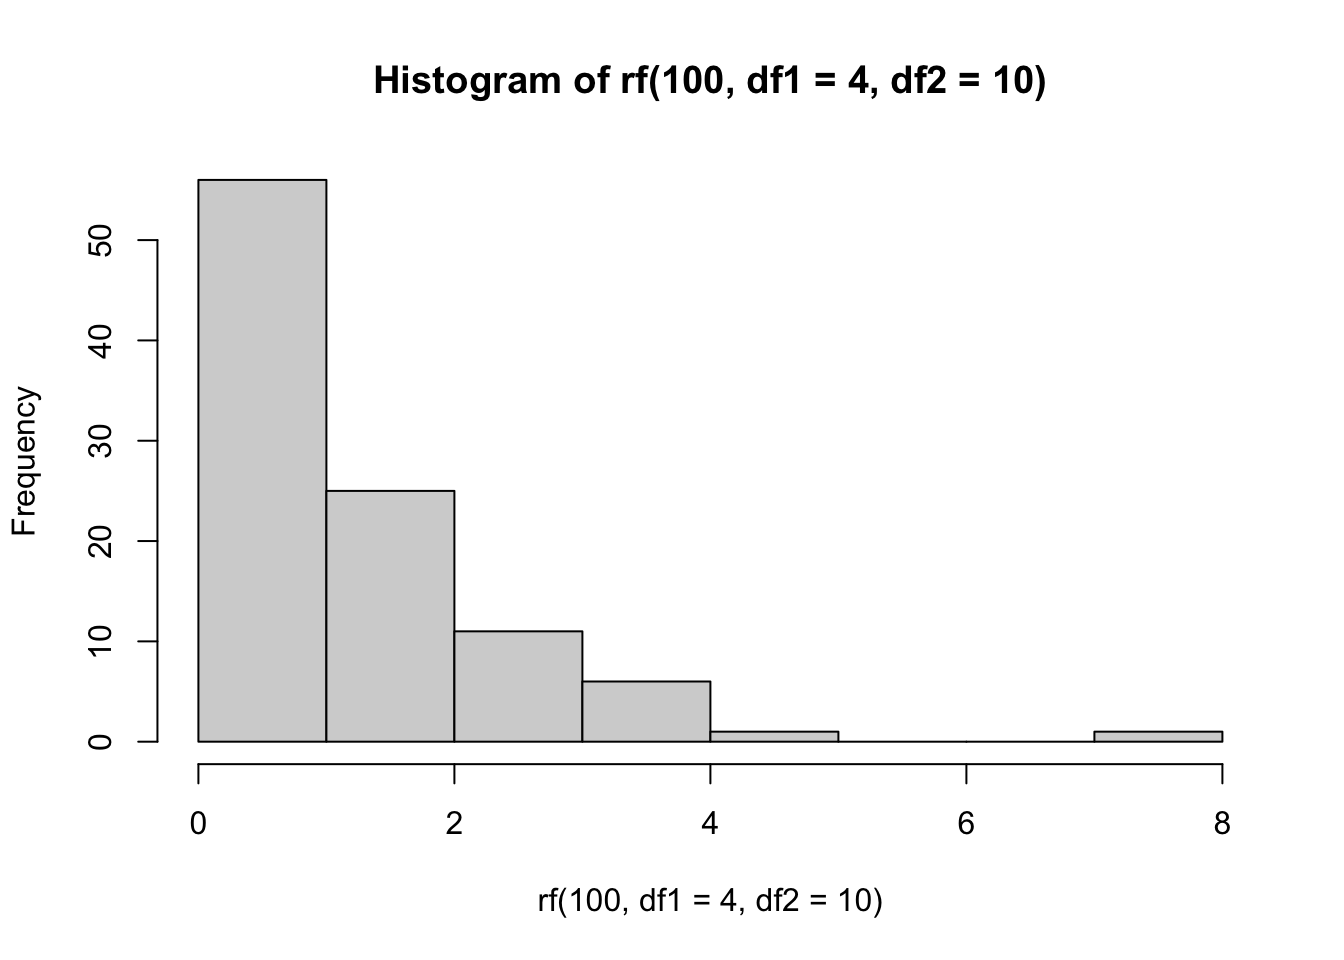 Histogram of rf(100, df1 = 4, df2 = 10)
Frequency
50
40
30
20
10
0
0 2 4 6 8
rf(100, df1 = 4, df2 = 10)